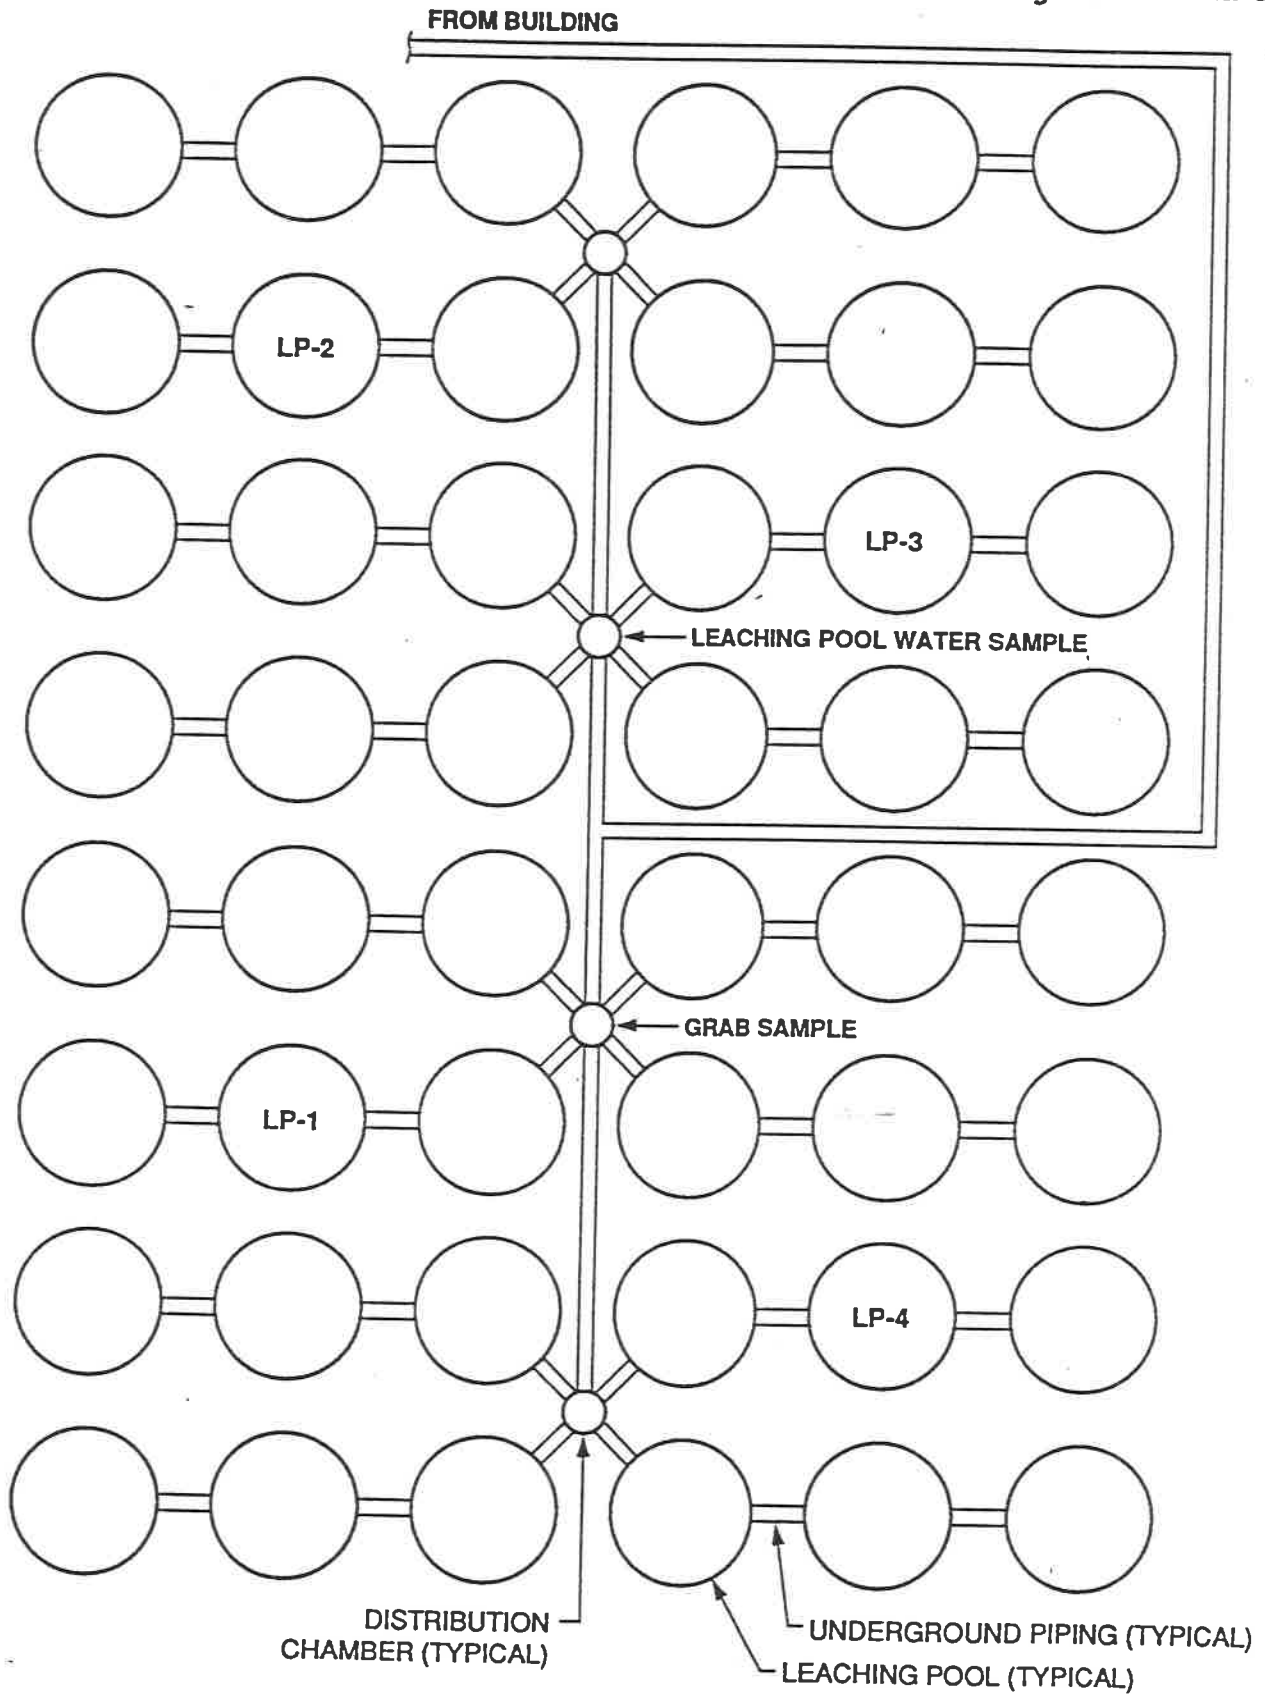 FROM BUILDING
LP-2
LP-3
LEACHING POOL WATER SAMPLE
GRAB SAMPLE
LP-1
LP-4
DISTRIBUTION
CHAMBER (TYPICAL)
UNDERGROUND PIPING (TYPICAL)
LEACHING POOL (TYPICAL)